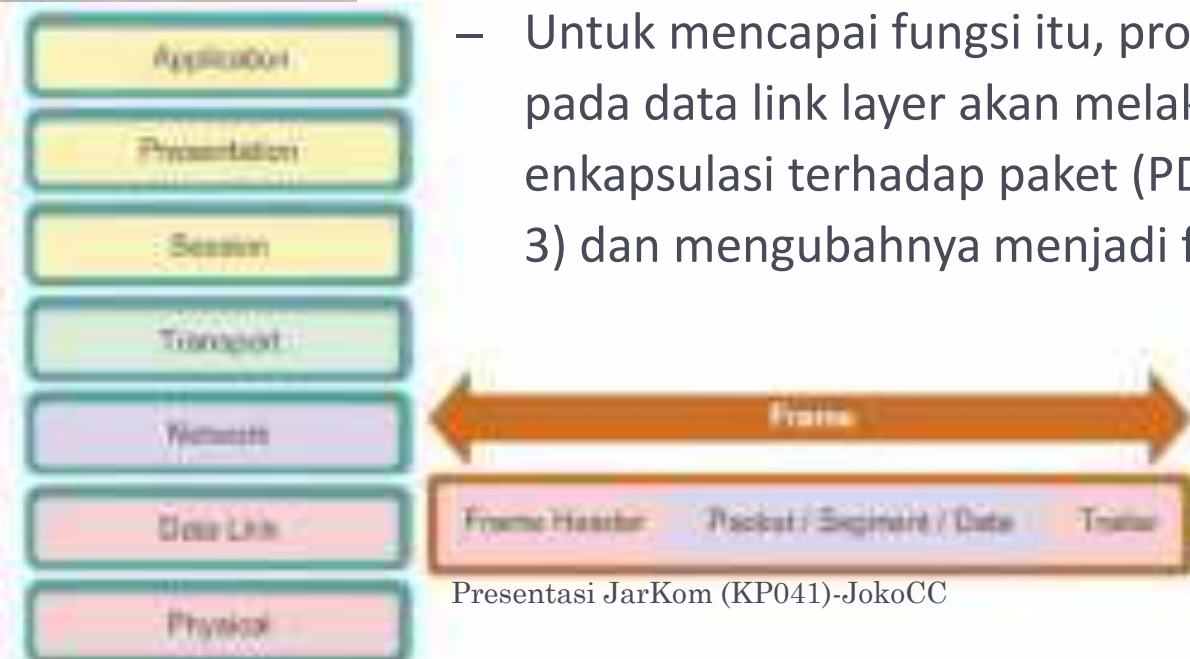 – Untuk mencapai fungsi itu, pro
pada data link layer akan melak
enkapsulasi terhadap paket (PD
3) dan mengubahnya menjadi f
Application
Presentation
Session
Transport
Network
Data Link
Physical
Frame
Frame Header Packet / Segment / Data Trailer
Presentasi JarKom (KP041)-JokoCC